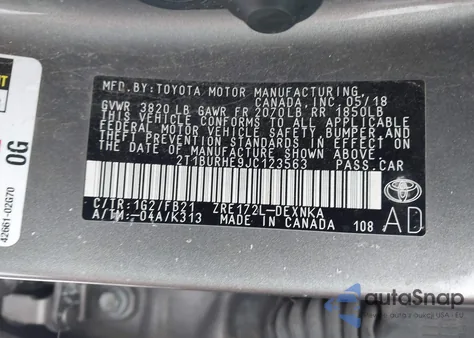 MFD.BY: TOYOTA MOTOR MANUFACTURING
CANADA, INC. 05/18
GVWR 3820 LB GAWR FR 2070LB RR 1850LB
THIS VEHICLE CONFORMS TO ALL APPLICABLE
FEDERAL MOTOR VEHICLE SAFETY, BUMPER,
AND THEFT PREVENTION STANDARDS IN EFFECT
ON THE DATE OF MANUFACTURE SHOWN ABOVE.
2T1BURHE9JC123563 PASS.CAR
C/TR:1G2/FB21 ZRE172L-DEXNKA
A/TM:-04A/K313 MADE IN CANADA 108
AD
0G
42661-02G70
autoSnap